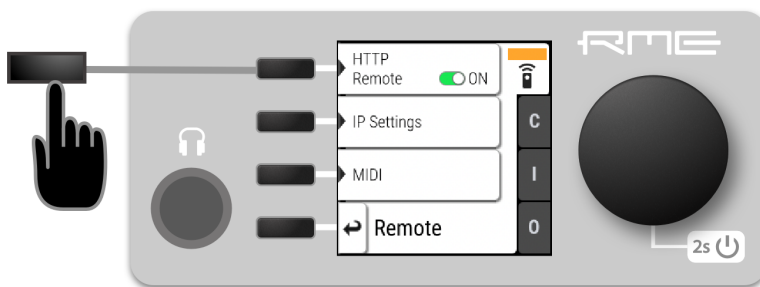 RME
HTTP
Remote ON
IP Settings
C
MIDI
I
Remote
O
2s